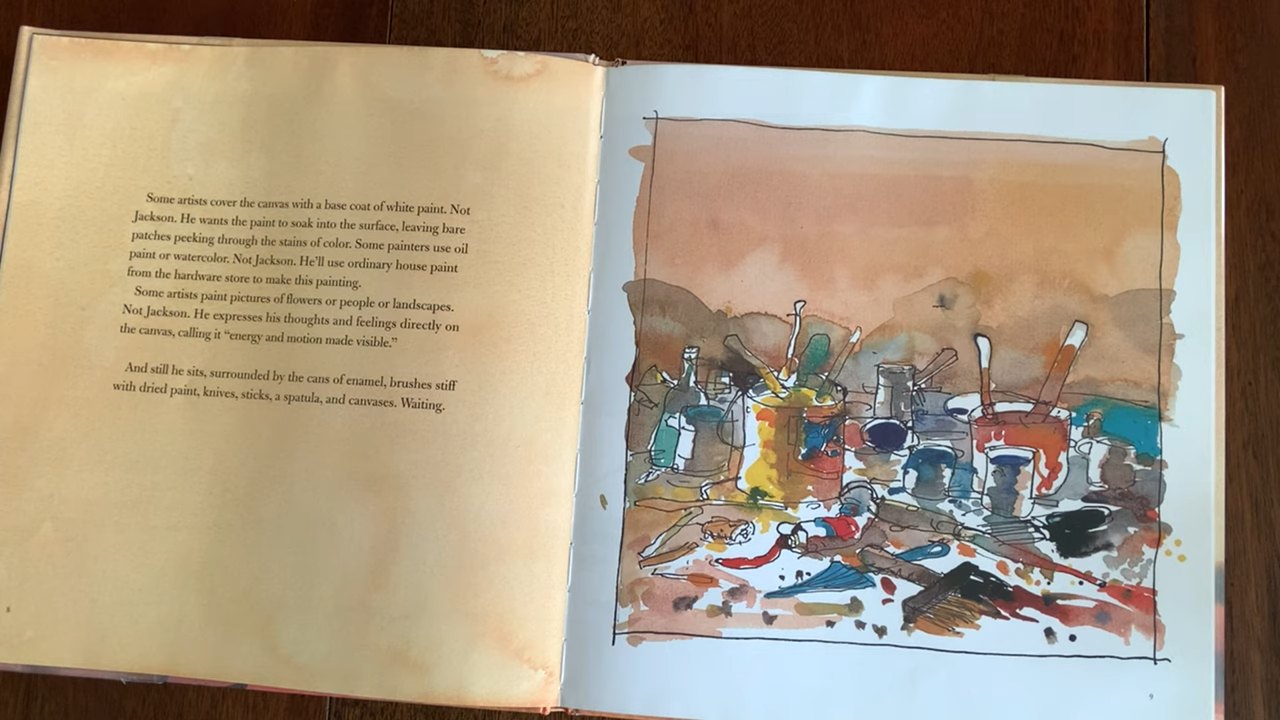 Some artists cover the canvas with a base coat of white paint. Not
Jackson. He wants the paint to soak into the surface, leaving bare
patches peeking through the stains of color. Some painters use oil
paint or watercolor. Not Jackson. He'll use ordinary house paint
from the hardware store to make this painting.
Some artists paint pictures of flowers or people or landscapes.
Not Jackson. He expresses his thoughts and feelings directly on
the canvas, calling it “energy and motion made visible.”
And still he sits, surrounded by the cans of enamel, brushes stiff
with dried paint, knives, sticks, a spatula, and canvases. Waiting.
9